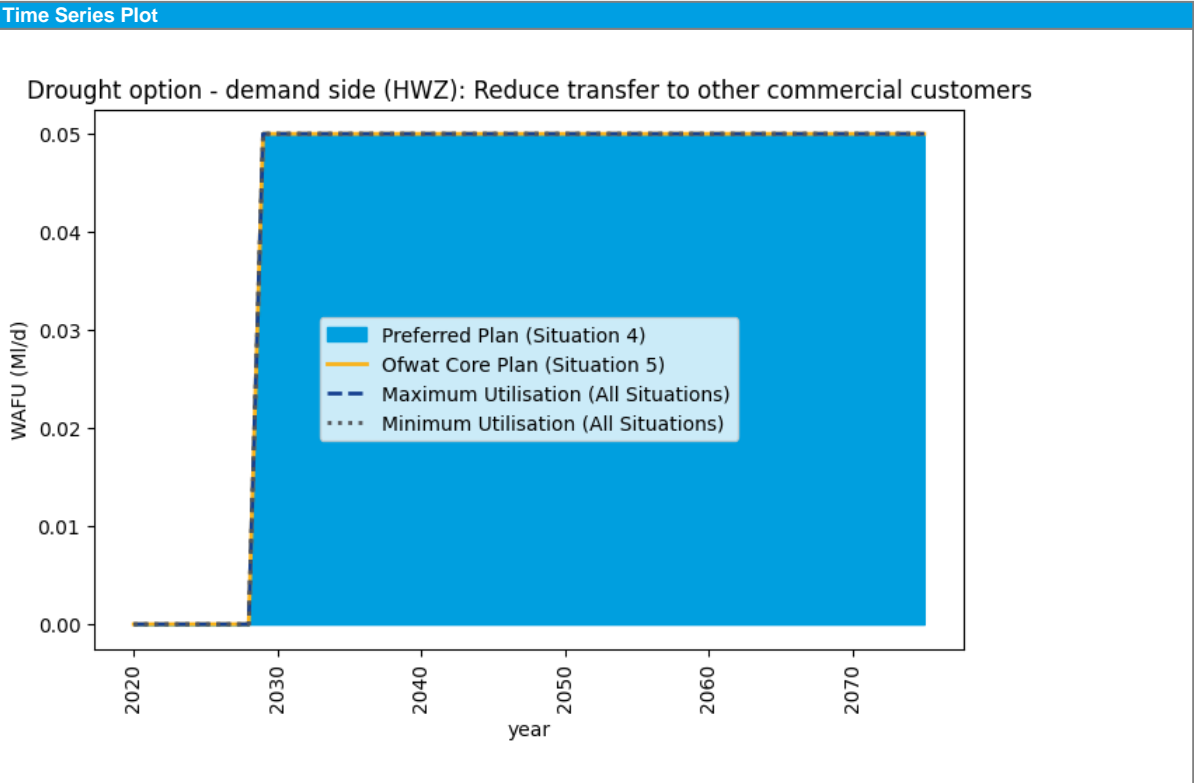 Time Series Plot
Drought option - demand side (HWZ): Reduce transfer to other commercial customers
0.05
0.04
0.03
0.02
0.01
0.00
WAFU (Ml/d)
Preferred Plan (Situation 4)
Ofwat Core Plan (Situation 5)
Maximum Utilisation (All Situations)
Minimum Utilisation (All Situations)
2020
2030
2040
2050
2060
2070
year